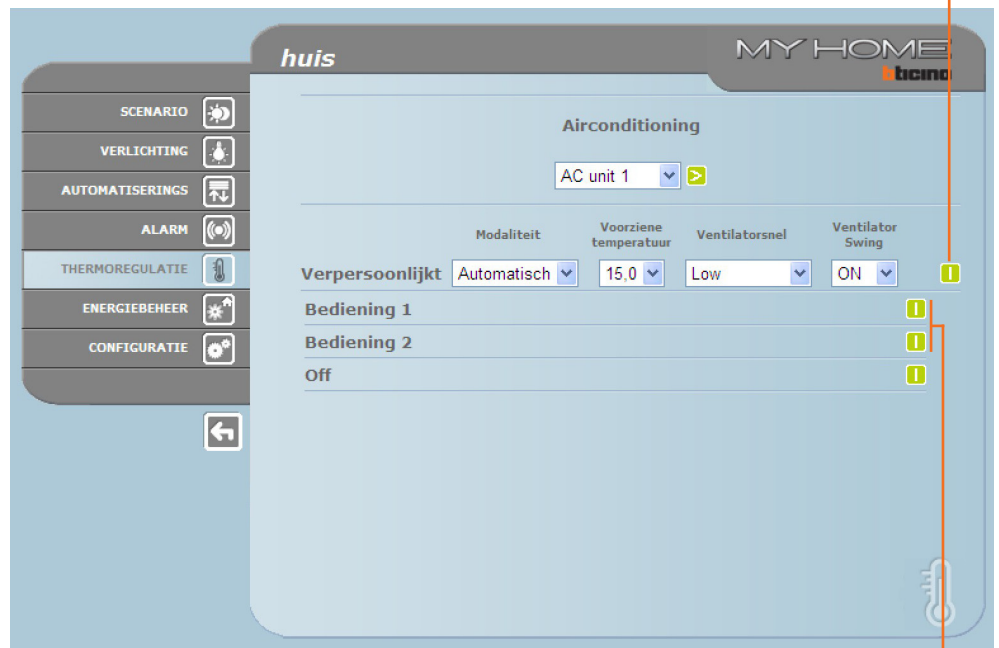 huis
MY HOME
bticino
SCENARIO
VERLICHTING
AUTOMATISERINGS
ALARM
THERMOREGULATIE
ENERGIEBEHEER
CONFIGURATIE
Airconditioning
AC unit 1
Modaliteit
Voorziene
temperatuur
Ventilatorsnel
Ventilator
Swing
Verpersoonlijkt Automatisch 15,0 Low ON
Bediening 1
Bediening 2
Off